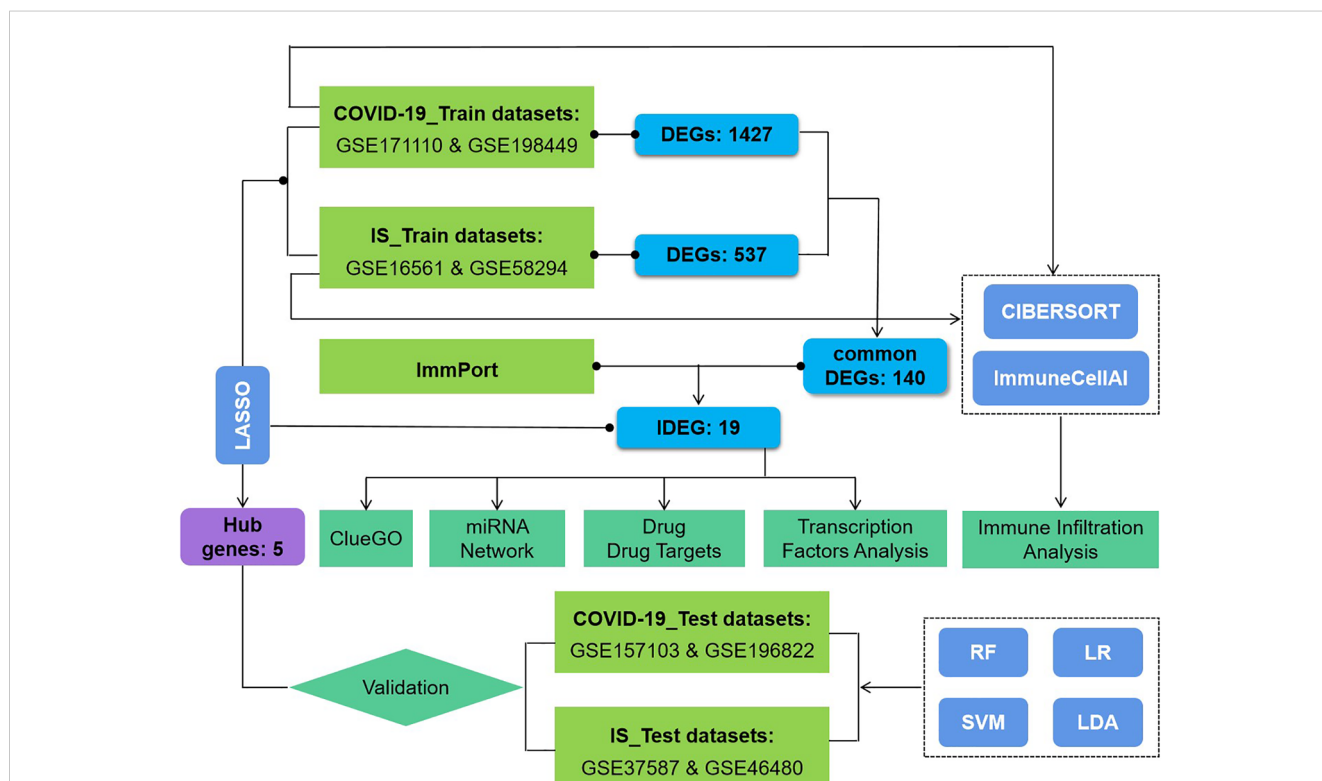 COVID-19_Train datasets:
GSE171110 & GSE198449
DEGs: 1427
IS_Train datasets:
GSE16561 & GSE58294
DEGs: 537
CIBERSORT
ImmuneCellAI
ImmPort
common
DEGs: 140
LASSO
IDEG: 19
Hub
genes: 5
ClueGO
miRNA
Network
Drug
Drug Targets
Transcription
Factors Analysis
Immune Infiltration
Analysis
COVID-19_Test datasets:
GSE157103 & GSE196822
Validation
IS_Test datasets:
GSE37587 & GSE46480
RF
LR
SVM
LDA